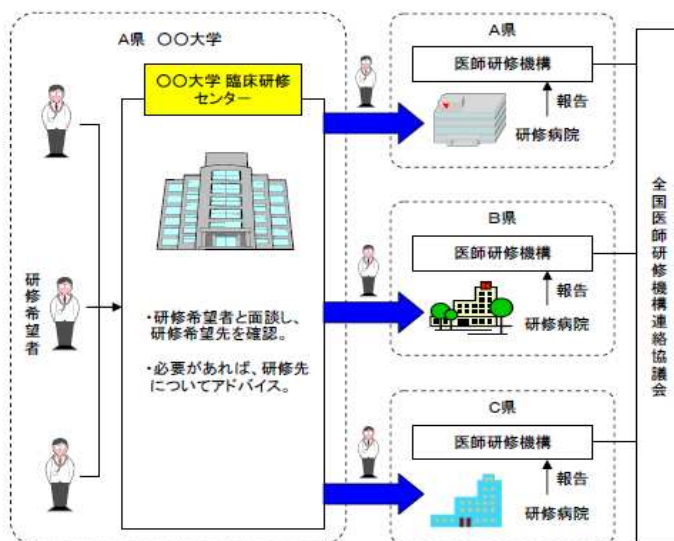 A県 〇〇大学
〇〇大学 臨床研修
センター
研修希望者
・研修希望者と面談し、
研修希望先を確認。
・必要があれば、研修先
についてアドバイス。
A県
医師研修機構
報告
研修病院
B県
医師研修機構
報告
研修病院
C県
医師研修機構
報告
研修病院
全国医師研修機構連絡協議会